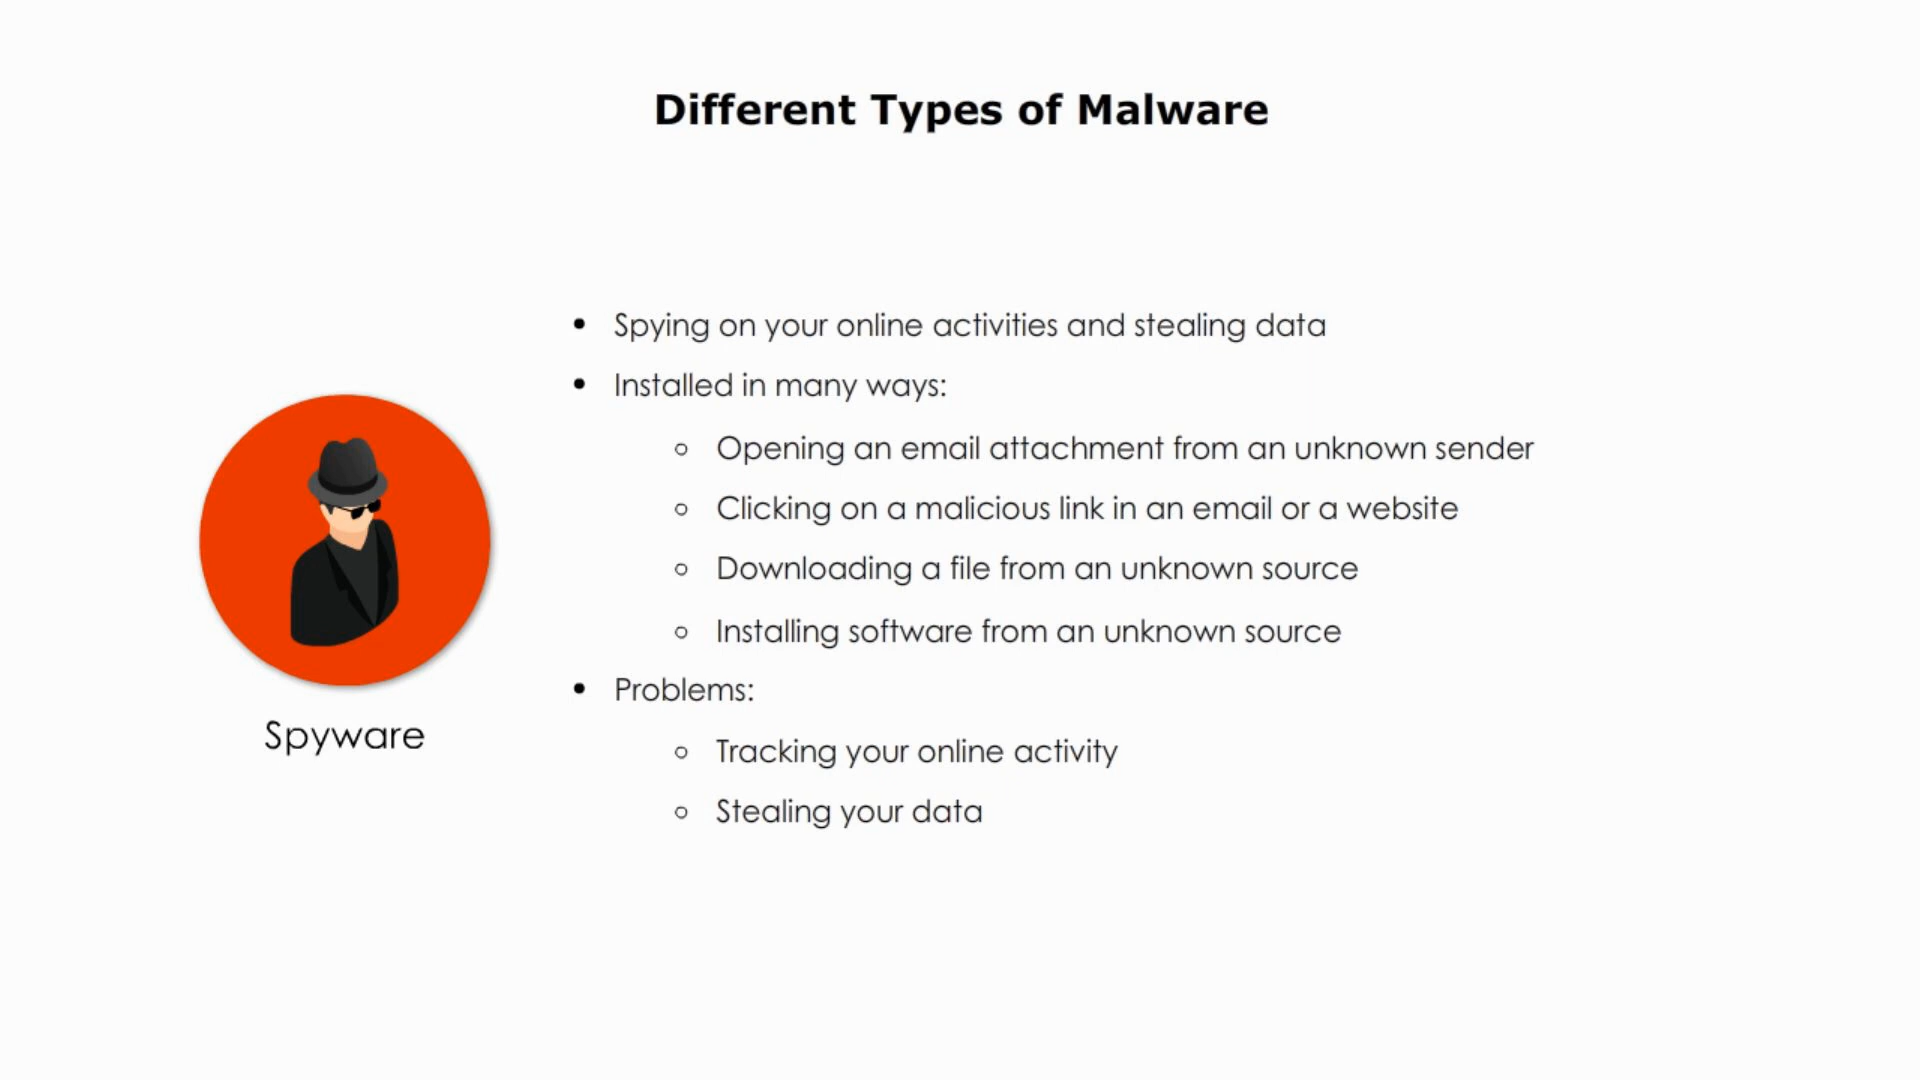 Different Types of Malware
• Spying on your online activities and stealing data
• Installed in many ways:
○ Opening an email attachment from an unknown sender
○ Clicking on a malicious link in an email or a website
○ Downloading a file from an unknown source
○ Installing software from an unknown source
• Problems:
○ Tracking your online activity
○ Stealing your data
Spyware